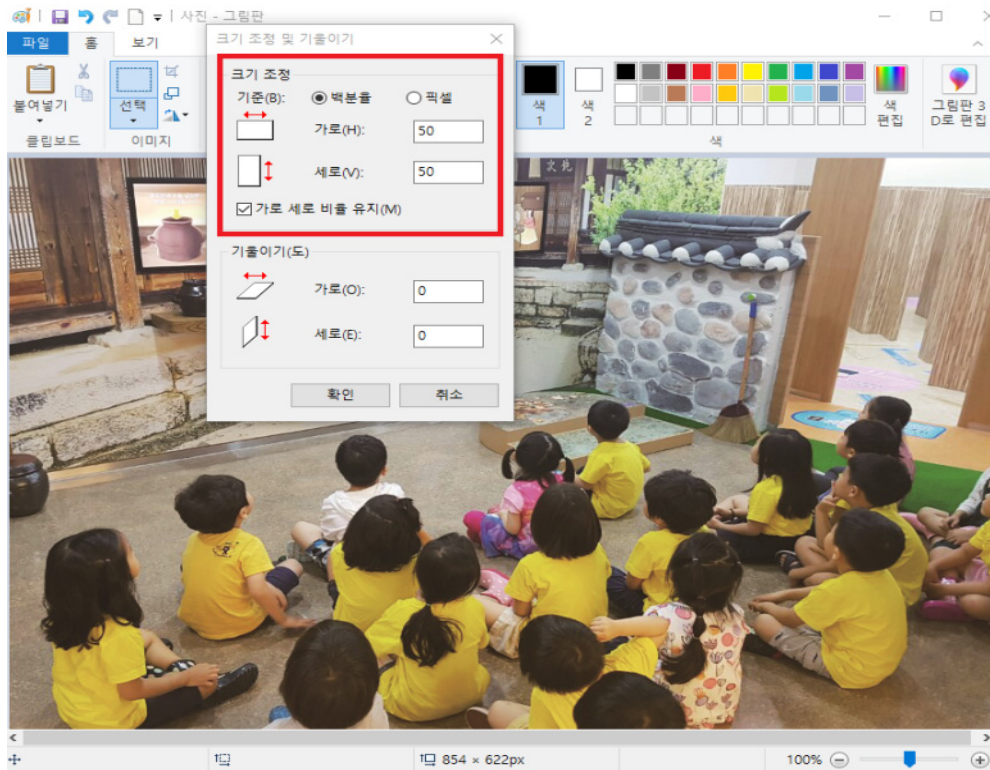 사진 - 그림판
파일 홈 보기
붙여넣기
클립보드
선택
이미지
크기 조정 및 기울이기
크기 조정
기준(B): 백분율 픽셀
가로(H): 50
세로(V): 50
가로 세로 비율 유지(M)
기울이기(도)
가로(O): 0
세로(E): 0
확인 취소
색
1
색
2
색
편집
그림판 3
D로 편집
색
854 × 622px
100%